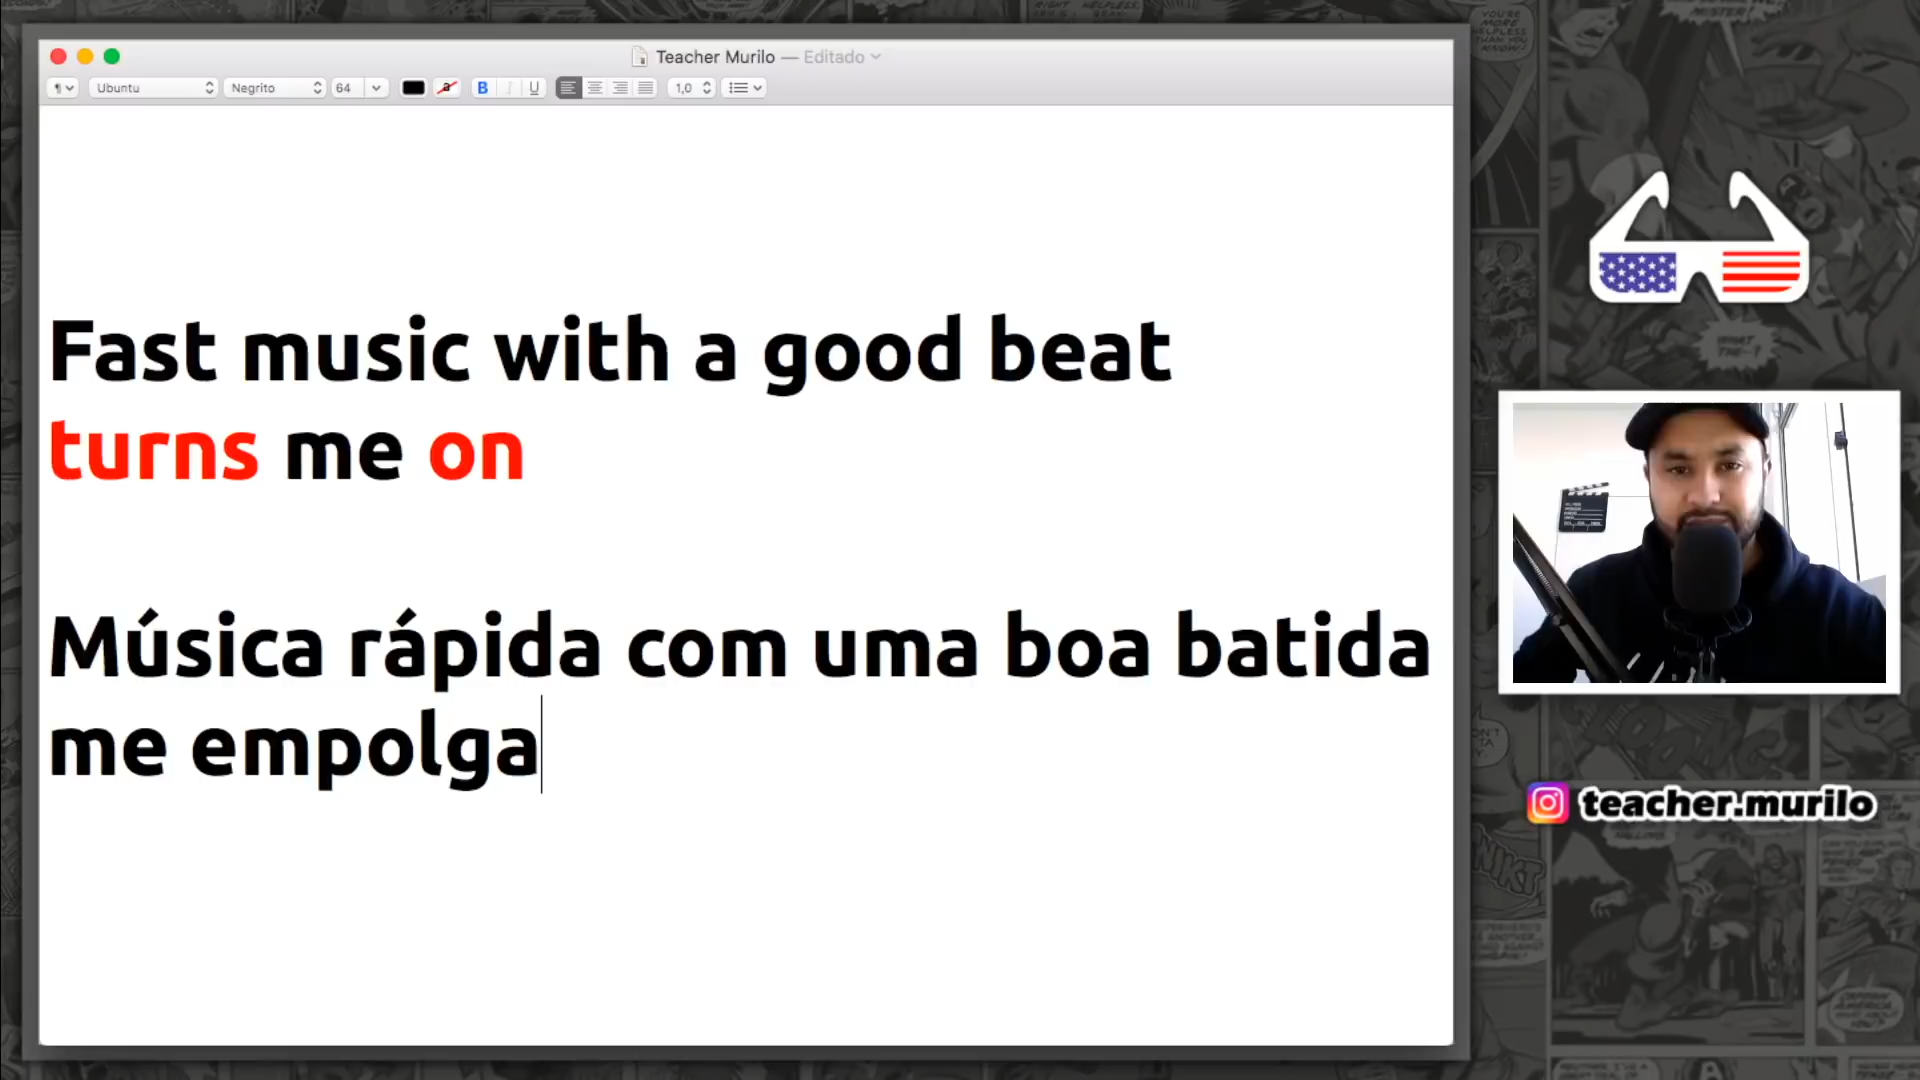 Teacher Murilo — Editado
Ubuntu
Negrito
64
B
U
1,0
Fast music with a good beat
turns me on
Música rápida com uma boa batida
me empolga
teacher.murilo